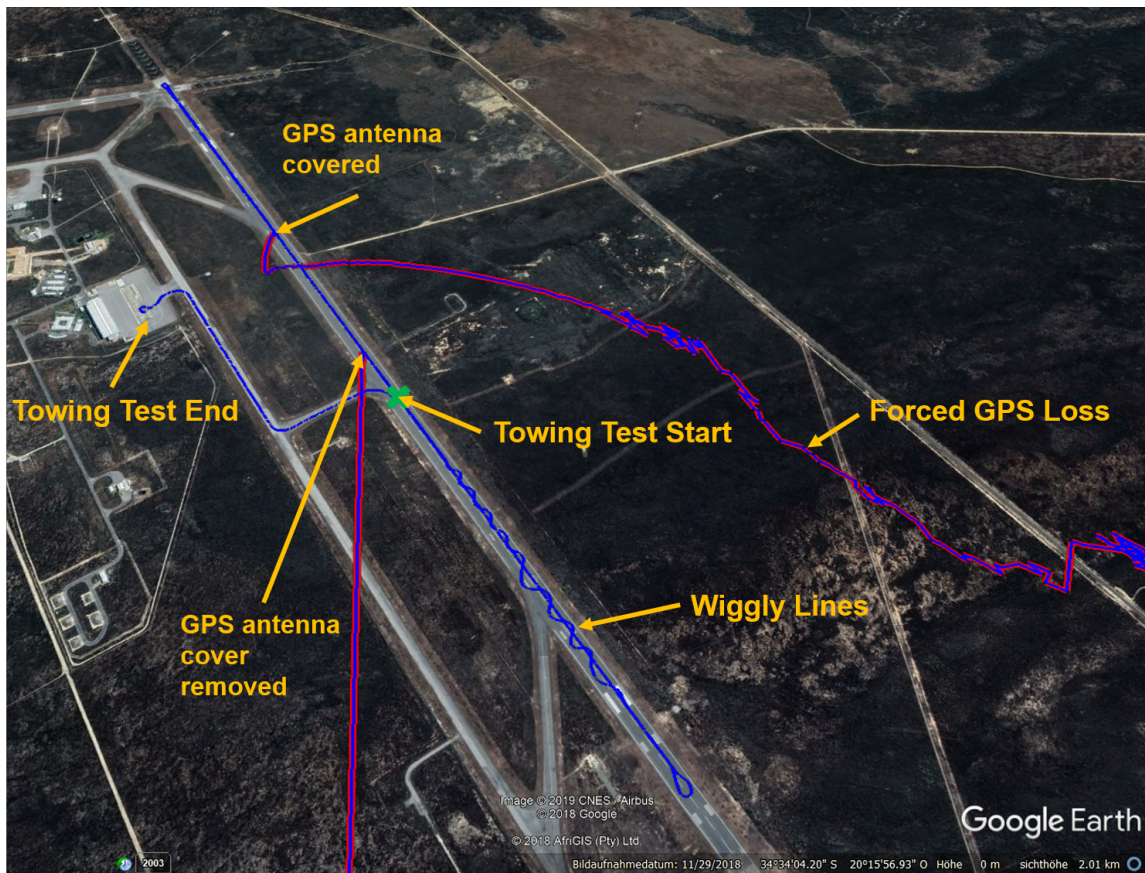 GPS antenna
covered
Towing Test End
Towing Test Start
Forced GPS Loss
Wiggly Lines
GPS antenna
cover
removed
Image © 2019 CNES / Airbus
© 2018 Google
© 2018 AfriGIS (Pty) Ltd.
Google Earth
2003
Bildaufnahmedatum: 11/29/2018 34°34'04.20" S 20°15'56.93" O Höhe 0 m sichthöhe 2.01 km